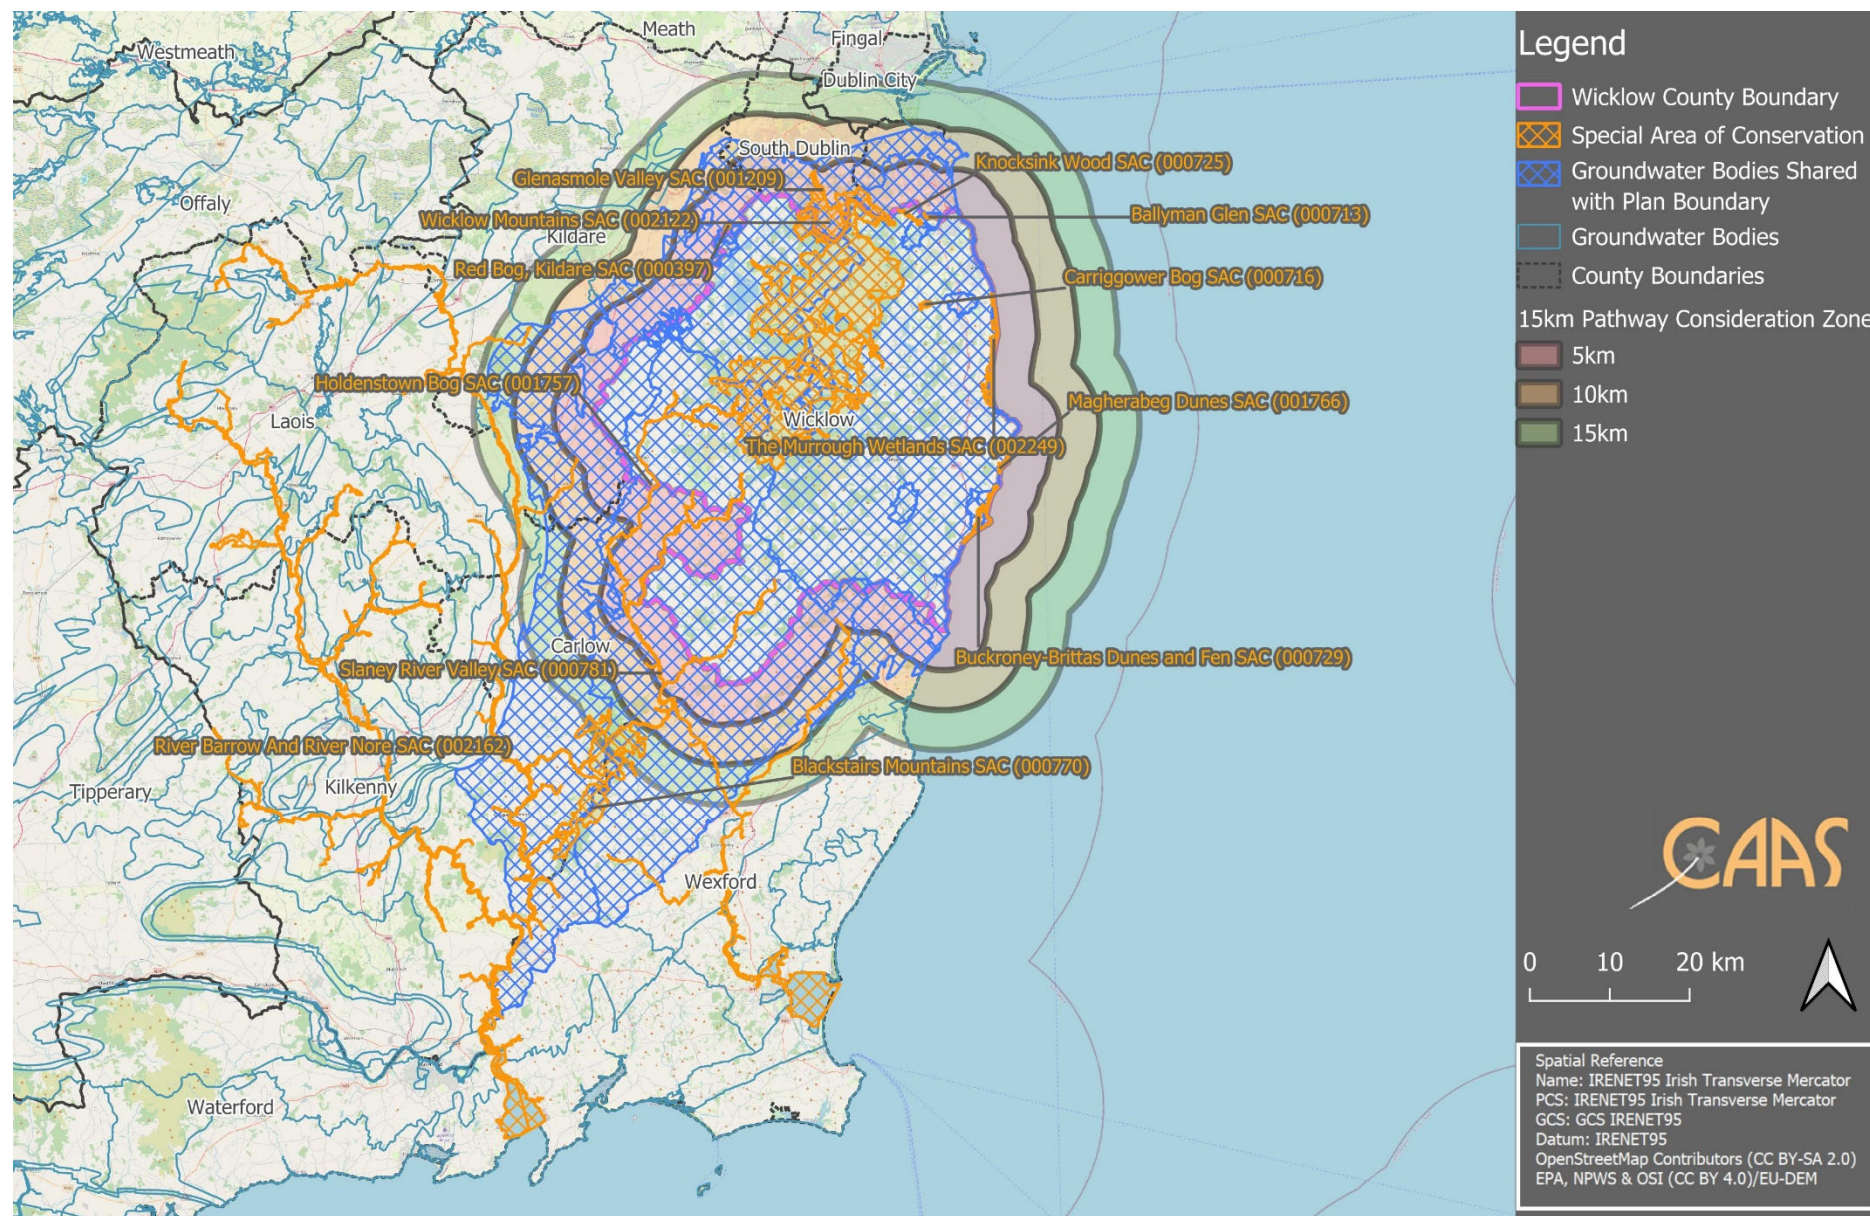 Westmeath
Meath
Fingal
Dublin City
South Dublin
Knocksink Wood SAC (000725)
Glenasmole Valley SAC (001209)
Offaly
Wicklow Mountains SAC (002122)
Ballyman Glen SAC (000713)
Kildare
Red Bog, Kildare SAC (000397)
Carriggower Bog SAC (000716)
Holdenstown Bog SAC (001757)
Laois
Magherabeg Dunes SAC (001766)
Wicklow
The Murrough Wetlands SAC (002249)
Carlow
Slaney River Valley SAC (000781)
Buckroney-Brittas Dunes and Fen SAC (000729)
River Barrow And River Nore SAC (002162)
Blackstairs Mountains SAC (000770)
Tipperary
Kilkenny
Wexford
Waterford
Legend
Wicklow County Boundary
Special Area of Conservation
Groundwater Bodies Shared
with Plan Boundary
Groundwater Bodies
County Boundaries
15km Pathway Consideration Zone
5km
10km
15km
CAAS
0 10 20 km
Spatial Reference
Name: IRENET95 Irish Transverse Mercator
PCS: IRENET95 Irish Transverse Mercator
GCS: GCS IRENET95
Datum: IRENET95
OpenStreetMap Contributors (CC BY-SA 2.0)
EPA, NPWS & OSI (CC BY 4.0)/EU-DEM